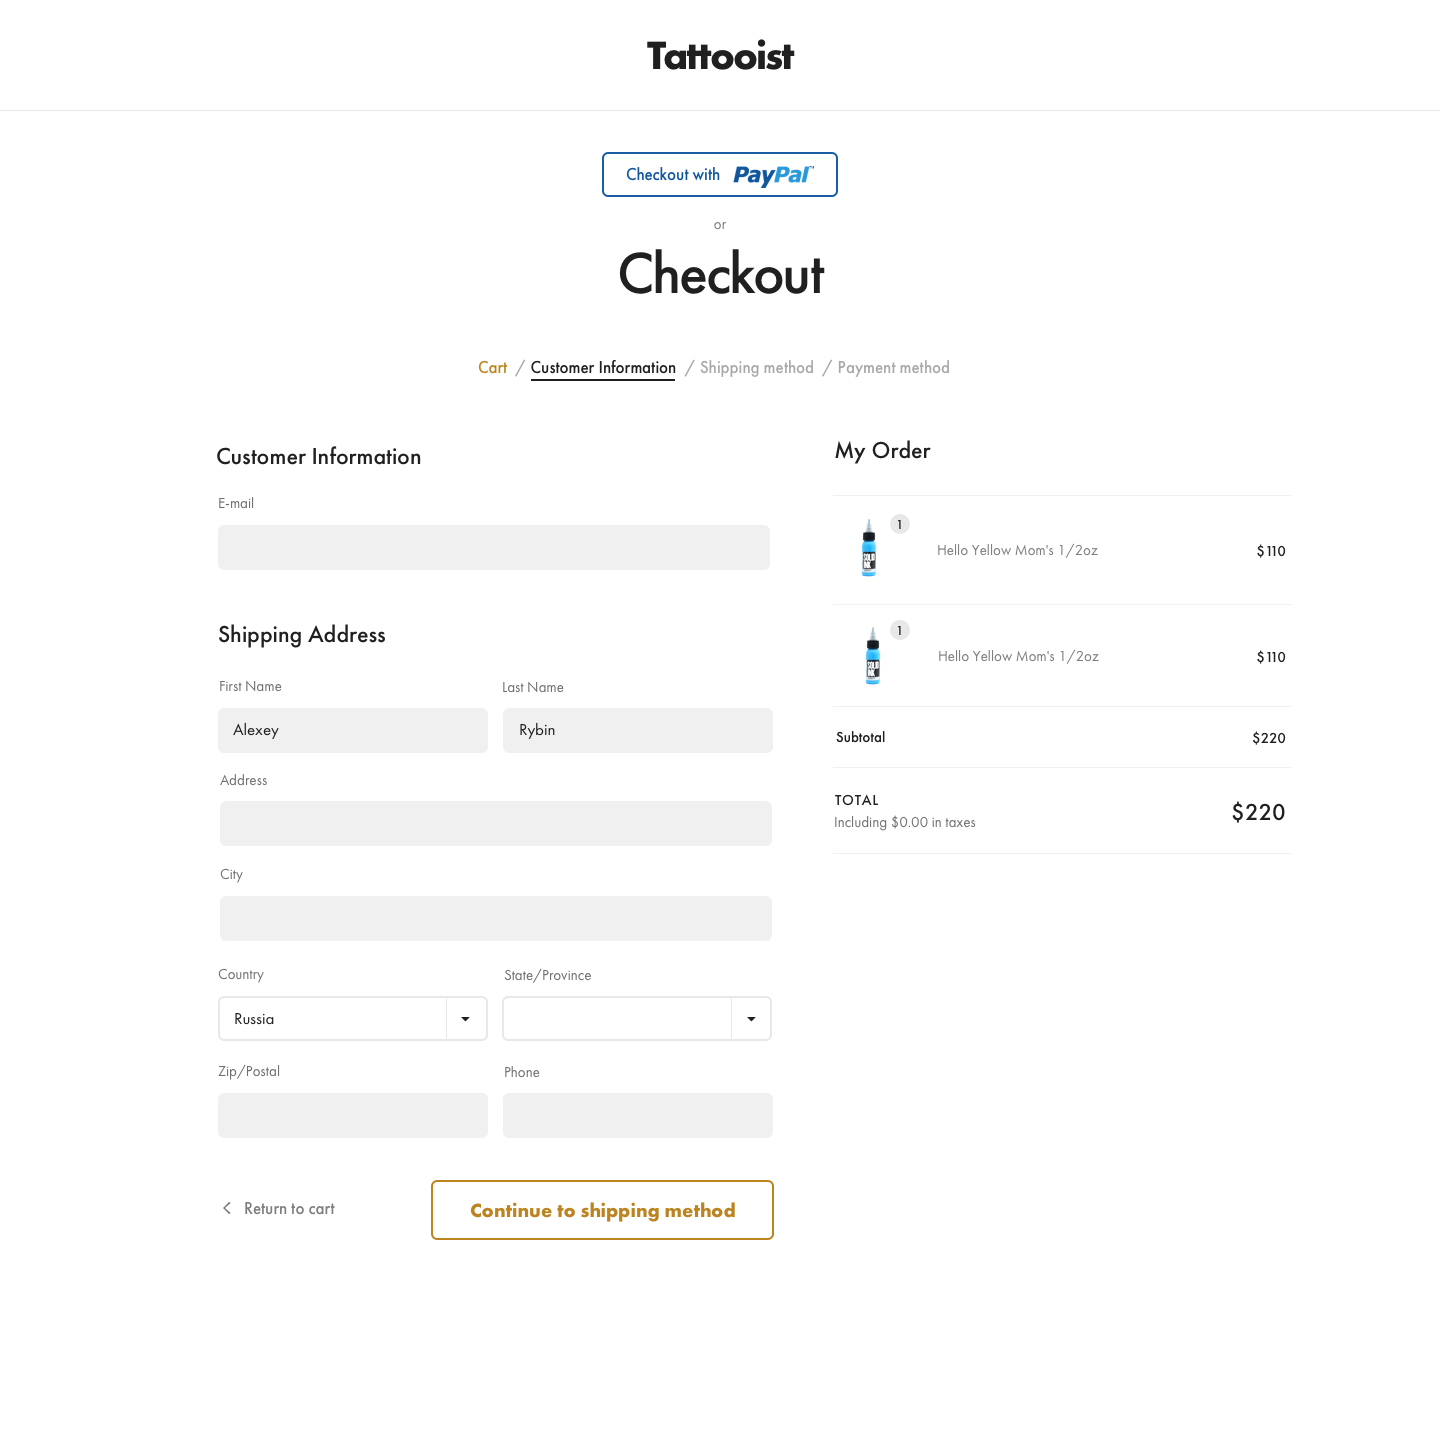 Tattooist
Checkout with PayPal™
or
Checkout
Cart / Customer Information / Shipping method / Payment method
Customer Information
E-mail
Shipping Address
First Name Last Name
Alexey Rybin
Address
City
Country State/Province
Russia
Zip/Postal Phone
Return to cart Continue to shipping method
My Order
1
Hello Yellow Mom's 1/2oz $110
1
Hello Yellow Mom's 1/2oz $110
Subtotal $220
TOTAL
Including $0.00 in taxes $220